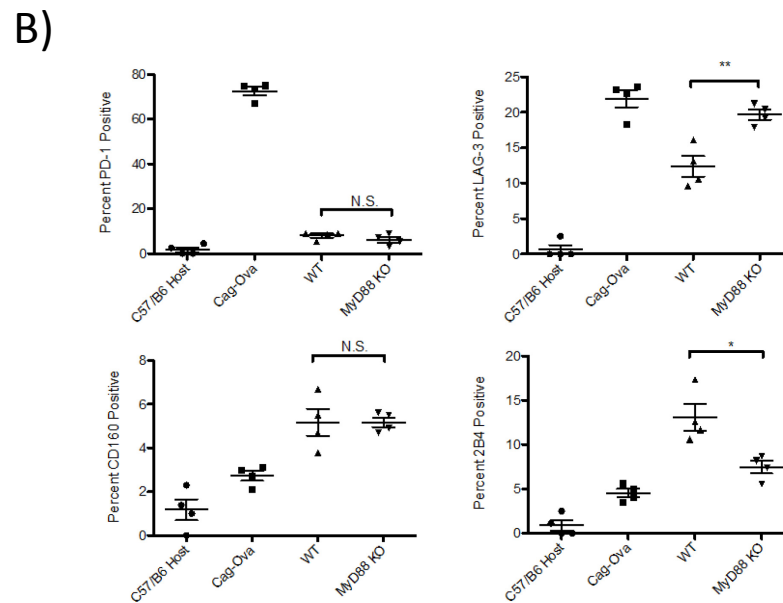 B)
Percent PD-1 Positive
80
60
40
20
0
N.S.
C57/B6 Host
Cag-Ova
WT
MyD88 KO
Percent LAG-3 Positive
25
20
15
10
5
0
**
C57/B6 Host
Cag-Ova
WT
MyD88 KO
Percent CD160 Positive
8
6
4
2
0
N.S.
C57/B6 Host
Cag-Ova
WT
MyD88 KO
Percent 2B4 Positive
20
15
10
5
0
*
C57/B6 Host
Cag-Ova
WT
MyD88 KO